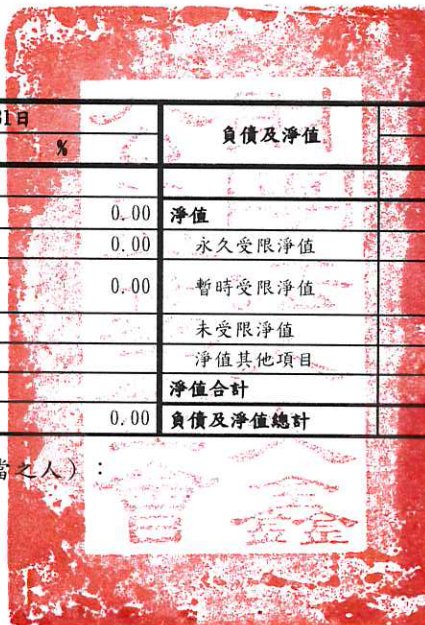 31日 負債及淨值
%
0.00 淨值
0.00 永久受限淨值
0.00 暫時受限淨值
未受限淨值
淨值其他項目
淨值合計
0.00 負債及淨值總計
當之人）：